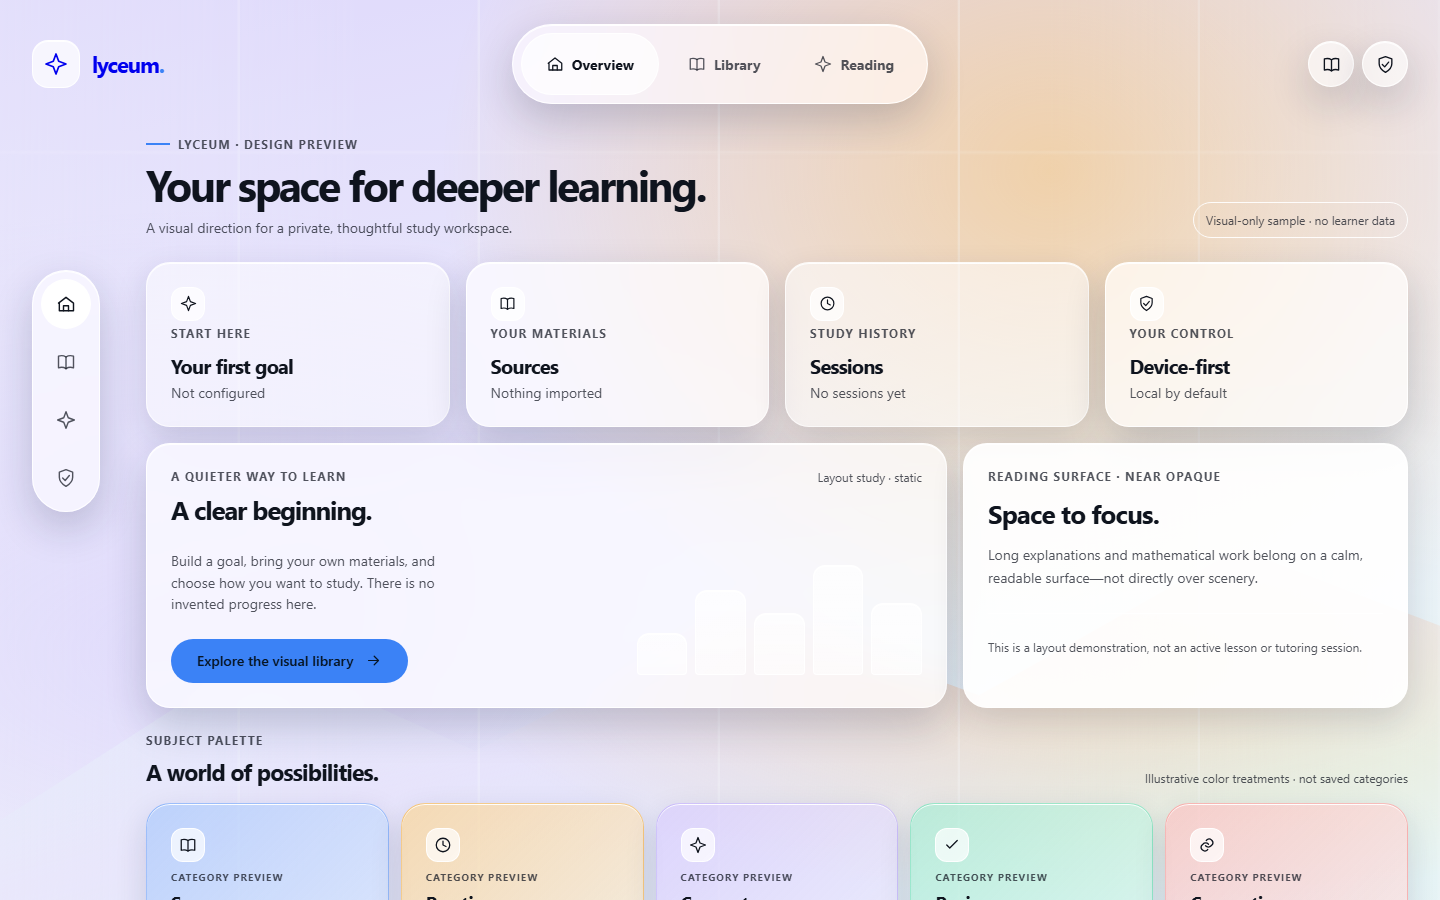 lyceum.
Overview
Library
Reading
LYCEUM · DESIGN PREVIEW
Your space for deeper learning.
A visual direction for a private, thoughtful study workspace.
Visual-only sample · no learner data
START HERE
Your first goal
Not configured
YOUR MATERIALS
Sources
Nothing imported
STUDY HISTORY
Sessions
No sessions yet
YOUR CONTROL
Device-first
Local by default
A QUIETER WAY TO LEARN
Layout study · static
A clear beginning.
Build a goal, bring your own materials, and
choose how you want to study. There is no
invented progress here.
Explore the visual library
READING SURFACE · NEAR OPAQUE
Space to focus.
Long explanations and mathematical work belong on a calm,
readable surface—not directly over scenery.
This is a layout demonstration, not an active lesson or tutoring session.
SUBJECT PALETTE
A world of possibilities.
Illustrative color treatments · not saved categories
CATEGORY PREVIEW
CATEGORY PREVIEW
CATEGORY PREVIEW
CATEGORY PREVIEW
CATEGORY PREVIEW